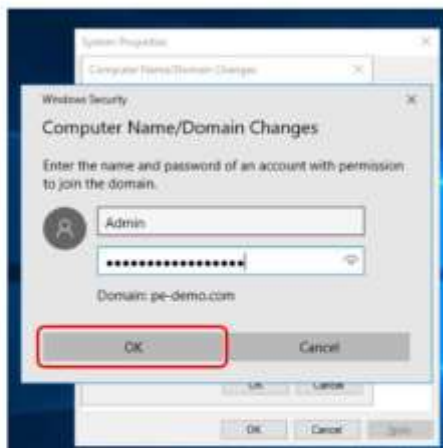 System Properties
Computer Name/Domain Changes
Windows Security
Computer Name/Domain Changes
Enter the name and password of an account with permission
to join the domain.
Admin
Domain: pe-demo.com
OK Cancel
OK Cancel
OK Cancel